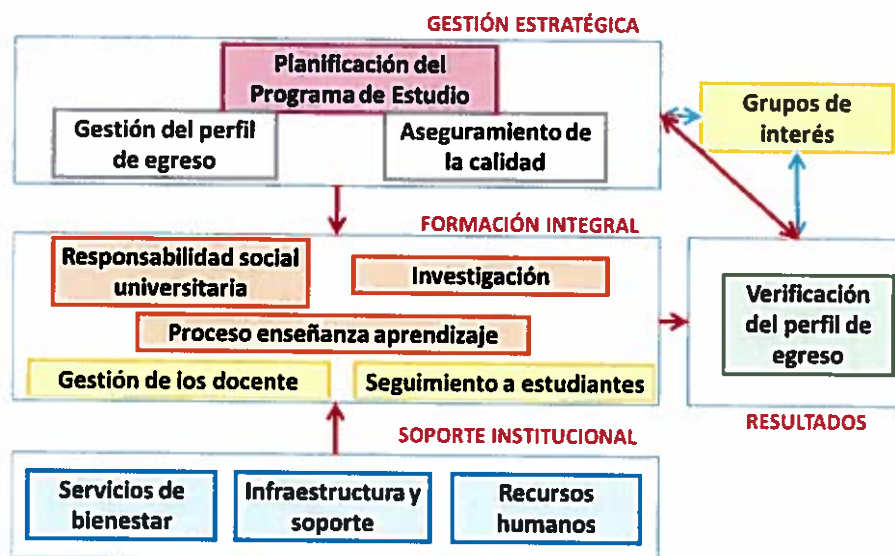 GESTIÓN ESTRATÉGICA
Planificación del
Programa de Estudio
Gestión del perfil
de egreso
Aseguramiento de
la calidad
Grupos de
interés
FORMACIÓN INTEGRAL
Responsabilidad social
universitaria
Investigación
Proceso enseñanza aprendizaje
Gestión de los docente
Seguimiento a estudiantes
Verificación
del perfil de
egreso
RESULTADOS
SOPORTE INSTITUCIONAL
Servicios de
bienestar
Infraestructura y
soporte
Recursos
humanos